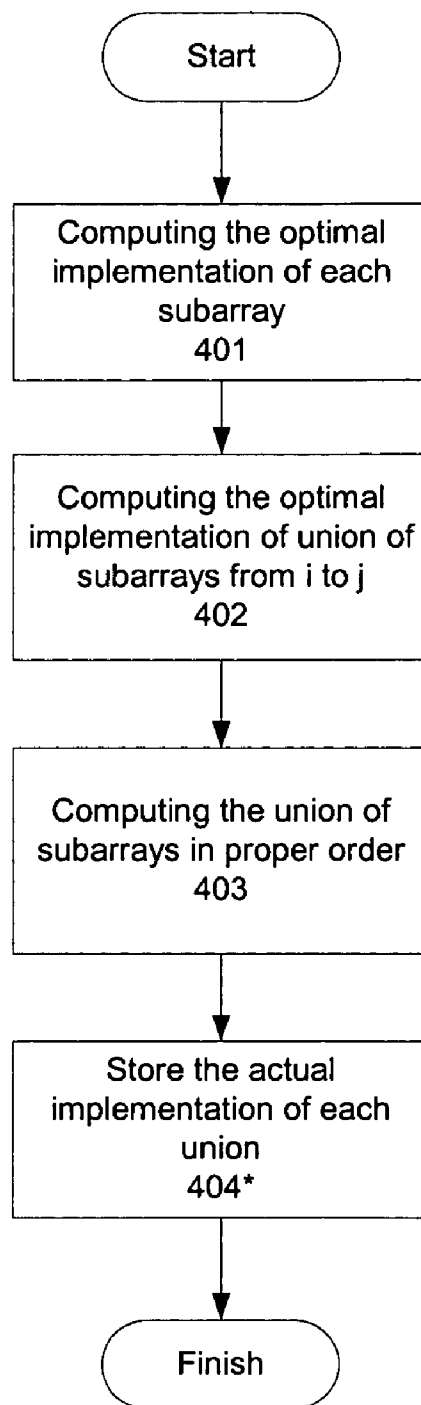 Start
Computing the optimal
implementation of each
subarray
401
Computing the optimal
implementation of union of
subarrays from i to j
402
Computing the union of
subarrays in proper order
403
Store the actual
implementation of each
union
404*
Finish